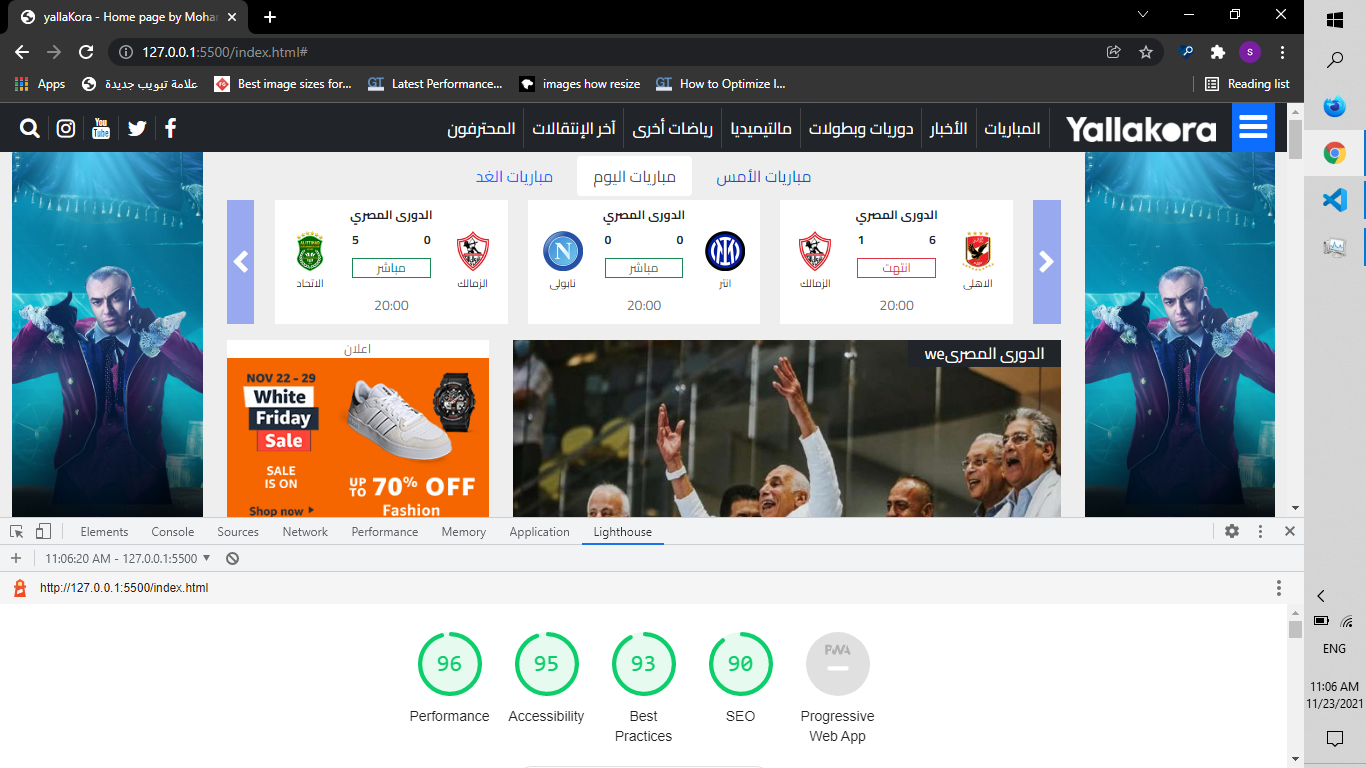 yallaKora - Home page by Mohar
127.0.0.1:5500/index.html#
Apps
علامة تبويب جديدة
Best image sizes for...
GT Latest Performance...
images how resize
GT How to Optimize I...
Reading list
s
You Tube
المحترفون
آخر الإنتقالات
رياضات أخرى
مالتيميديا
دوريات وبطولات
الأخبار
المباريات
Yallakora
مباريات الأمس
مباريات اليوم
مباريات الغد
الدورى المصري
6 1
انتهت
الاهلى
الزمالك
20:00
الدورى المصري
0 0
مباشر
انتر
نابولى
20:00
الدورى المصري
0 5
مباشر
الزمالك
الاتحاد
20:00
الدورى المصرىwe
اعلان
NOV 22 - 29
White
Friday
Sale
SALE
IS ON
Shop now
UP TO 70% OFF
Fashion
Elements Console Sources Network Performance Memory Application Lighthouse
11:06:20 AM - 127.0.0.1:5500
http://127.0.0.1:5500/index.html
96
95
93
90
PWA
Performance
Accessibility
Best
Practices
SEO
Progressive
Web App
ENG
11:06 AM
11/23/2021